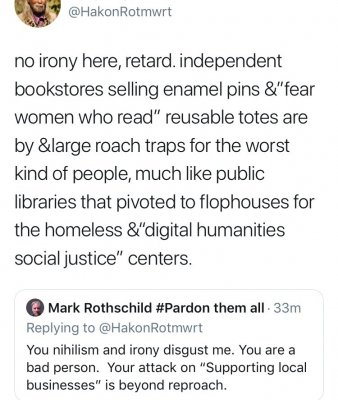 @HakonRotmwrt
no irony here, retard. independent
bookstores selling enamel pins &"fear
women who read" reusable totes are
by &large roach traps for the worst
kind of people, much like public
libraries that pivoted to flophouses for
the homeless &"digital humanities
social justice" centers.
Mark Rothschild #Pardon them all · 33m
Replying to @HakonRotmwrt
You nihilism and irony disgust me. You are a
bad person.  Your attack on "Supporting local
businesses" is beyond reproach.